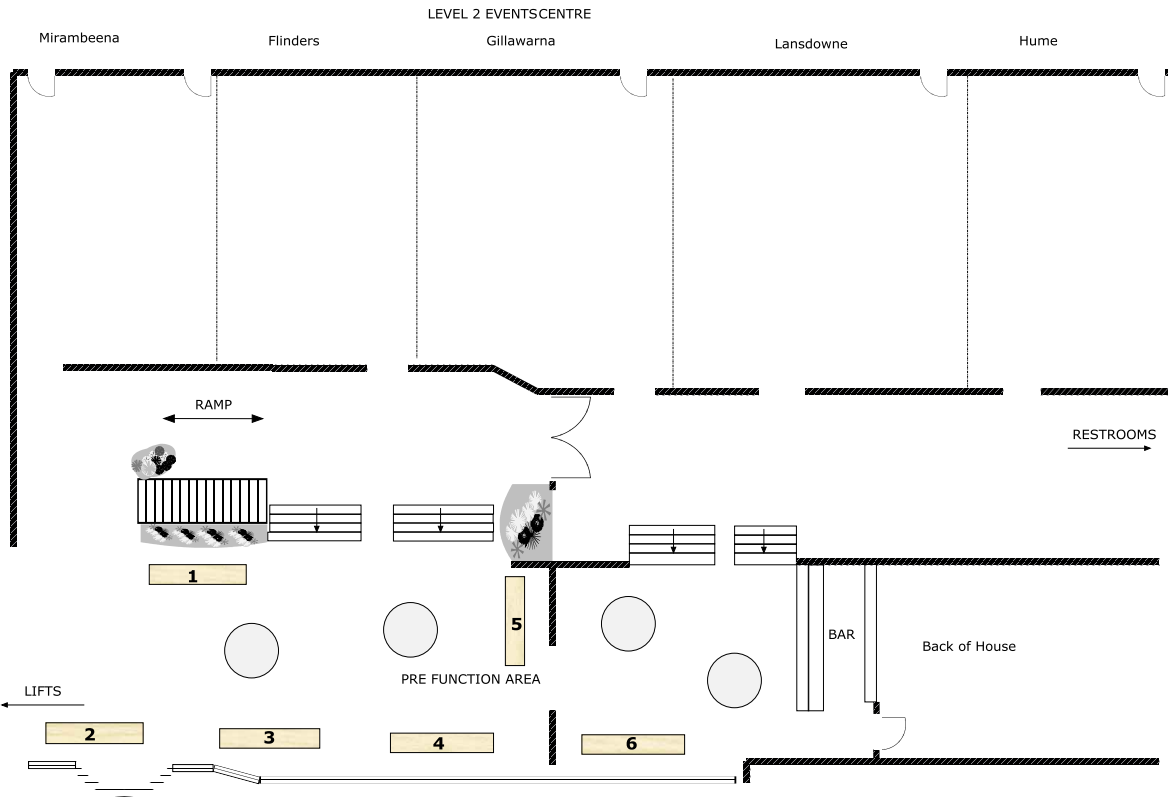 LEVEL 2 EVENTSCENTRE
Mirambeena
Flinders
Gillawarna
Lansdowne
Hume
RAMP
RESTROOMS
1
5
BAR
Back of House
PRE FUNCTION AREA
LIFTS
2
3
4
6